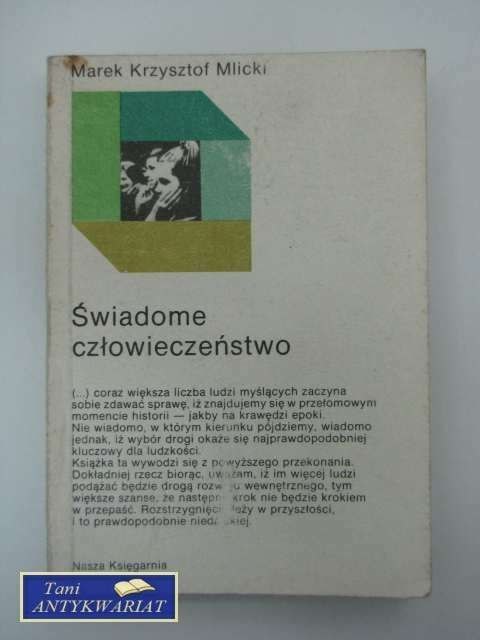 Marek Krzysztof Mlicki
Świadome
człowieczeństwo
(...) coraz większa liczba ludzi myślących zaczyna
sobie zdawać sprawę, iż znajdujemy się w przełomowym
momencie historii — jakby na krawędzi epoki.
Nie wiadomo, w którym kierunku pójdziemy, wiadomo
jednak, iż wybór drogi okaże się najprawdopodobniej
kluczowy dla ludzkości.
Książka ta wywodzi się z powyższego przekonania.
Dokładniej rzecz biorąc, uważam, iż im więcej ludzi
podążać będzie drogą rozwoju wewnętrznego, tym
większe szanse, że następny krok nie będzie krokiem
w przepaść. Rozstrzygnięcie leży w przyszłości,
i to prawdopodobnie niedalekiej.
Nasza Księgarnia
Tani
ANTYKWARIAT